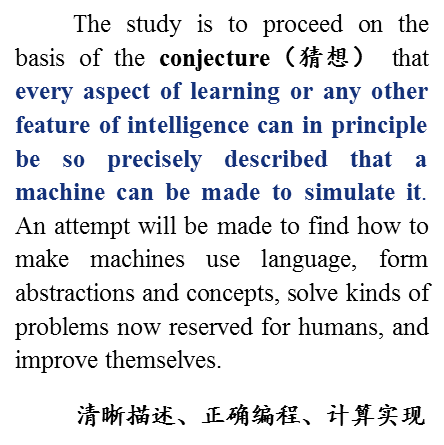 The study is to proceed on the
basis of the conjecture（猜想） that
every aspect of learning or any other
feature of intelligence can in principle
be so precisely described that a
machine can be made to simulate it.
An attempt will be made to find how to
make machines use language, form
abstractions and concepts, solve kinds of
problems now reserved for humans, and
improve themselves.
清晰描述、正确编程、计算实现